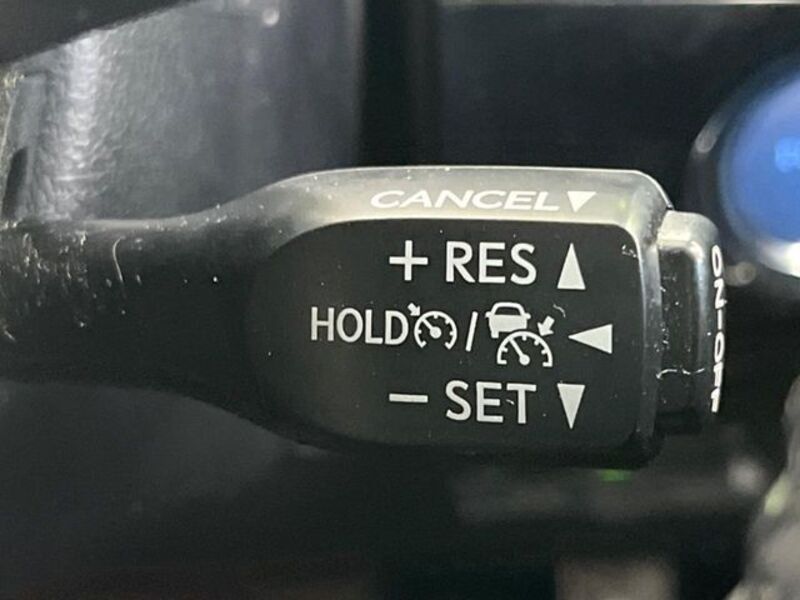 CANCEL▼
+ RES ▲
HOLD / ◀
− SET ▼
ON-OFF